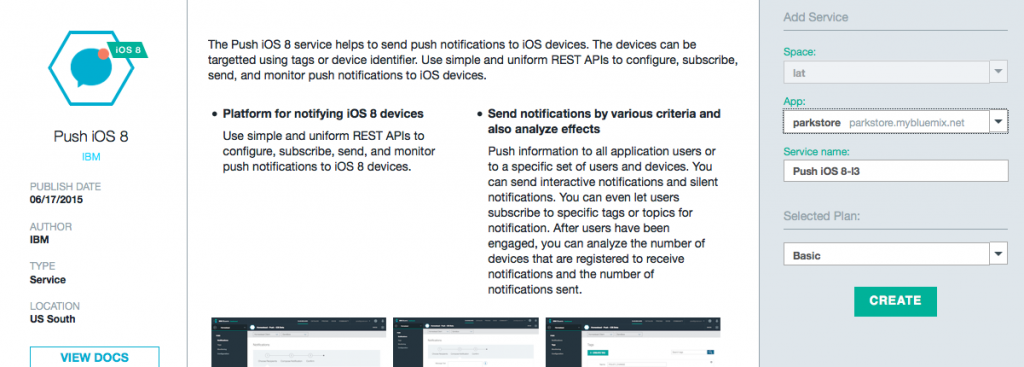 iOS 8
Push iOS 8
IBM
PUBLISH DATE
06/17/2015
AUTHOR
IBM
TYPE
Service
LOCATION
US South
VIEW DOCS
The Push iOS 8 service helps to send push notifications to iOS devices. The devices can be
targetted using tags or device identifier. Use simple and uniform REST APIs to configure, subscribe,
send, and monitor push notifications to iOS devices.
Platform for notifying iOS 8 devices
Use simple and uniform REST APIs to
configure, subscribe, send, and monitor
push notifications to iOS 8 devices.
Send notifications by various criteria and
also analyze effects
Push information to all application users or
to a specific set of users and devices. You
can send interactive notifications and silent
notifications. You can even let users
subscribe to specific tags or topics for
notification. After users have been
engaged, you can analyze the number of
devices that are registered to receive
notifications and the number of
notifications sent.
Notifications
Notifications
Tags
Add Service
Space:
lat
App:
parkstore parkstore.mybluemix.net
Service name:
Push iOS 8-l3
Selected Plan:
Basic
CREATE